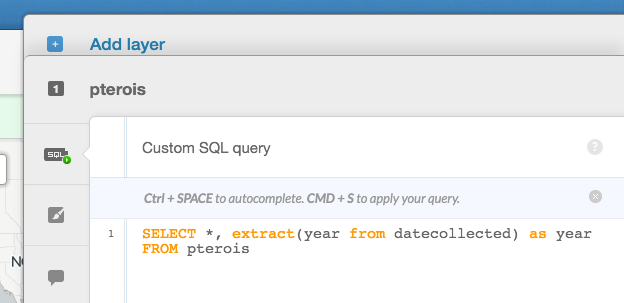 + Add layer
1 pterois
SQL
Custom SQL query
?
Ctrl + SPACE to autocomplete. CMD + S to apply your query.
1 SELECT *, extract(year from datecollected) as year
FROM pterois